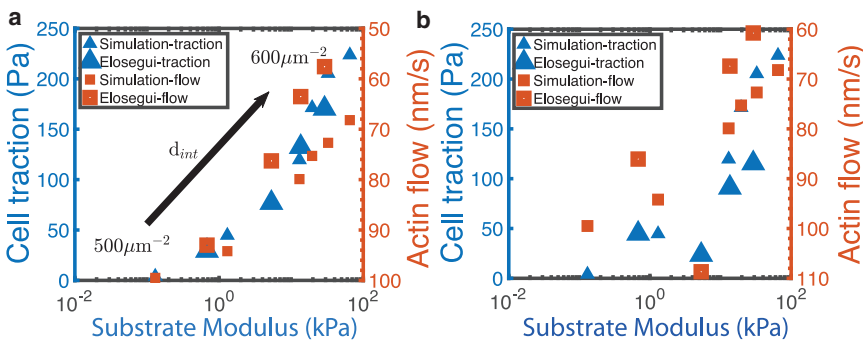 a
250
200
150
100
50
0
Cell traction (Pa)
Simulation-traction
Elosegui-traction
Simulation-flow
Elosegui-flow
600μm⁻²
d_int
500μm⁻²
50
60
70
80
90
100
Actin flow (nm/s)
10⁻²
10⁰
10²
Substrate Modulus (kPa)
b
250
200
150
100
50
0
Cell traction (Pa)
Simulation-traction
Elosegui-traction
Simulation-flow
Elosegui-flow
60
70
80
90
100
110
Actin flow (nm/s)
10⁻²
10⁰
10²
Substrate Modulus (kPa)